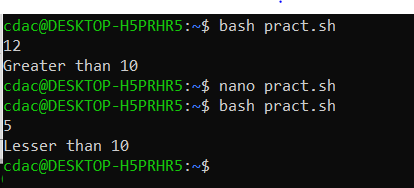 cdac@DESKTOP-H5PRHR5:~$ bash pract.sh
12
Greater than 10
cdac@DESKTOP-H5PRHR5:~$ nano pract.sh
cdac@DESKTOP-H5PRHR5:~$ bash pract.sh
5
Lesser than 10
cdac@DESKTOP-H5PRHR5:~$